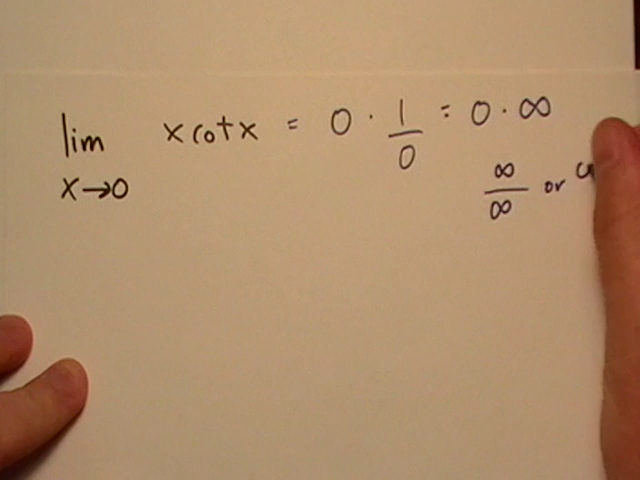 lim x→0 x cot x = 0 · 1/0 = 0 · ∞
∞/∞ or